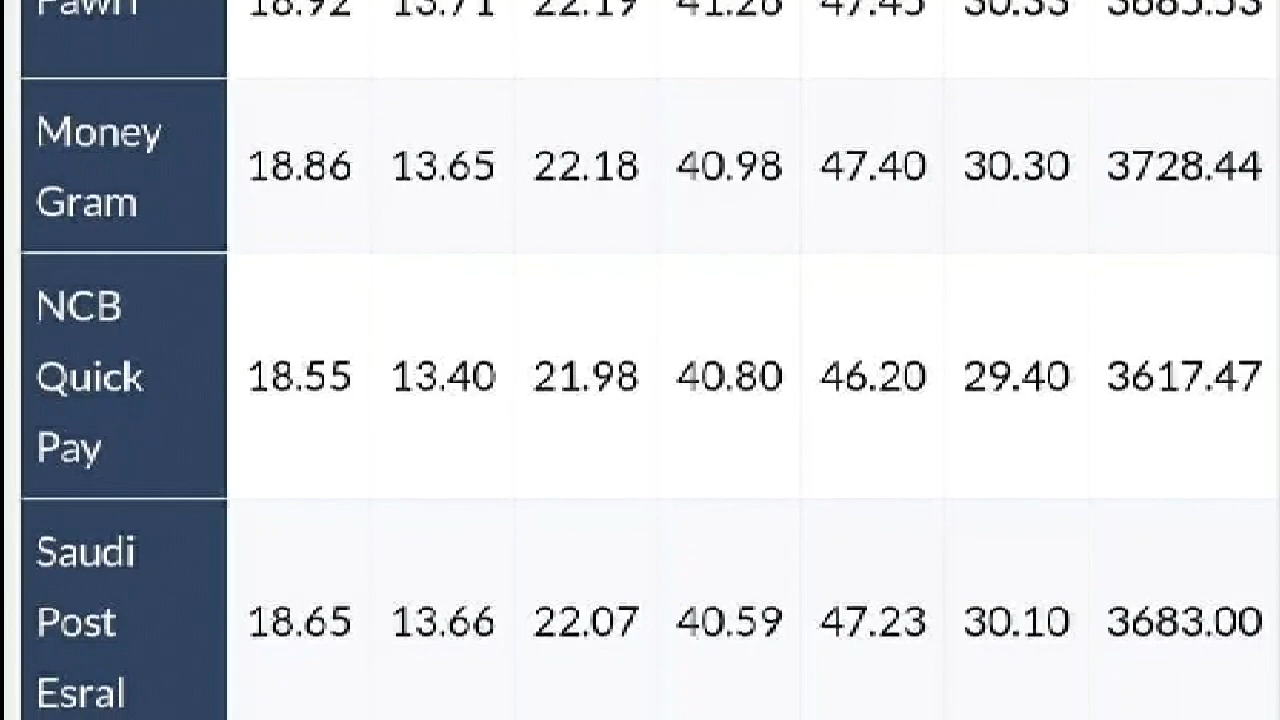 Pawn 18.92 13.71 22.19 41.26 47.45 30.33 3685.53
Money
Gram
18.86 13.65 22.18 40.98 47.40 30.30 3728.44
NCB
Quick
Pay
18.55 13.40 21.98 40.80 46.20 29.40 3617.47
Saudi
Post
Esral
18.65 13.66 22.07 40.59 47.23 30.10 3683.00